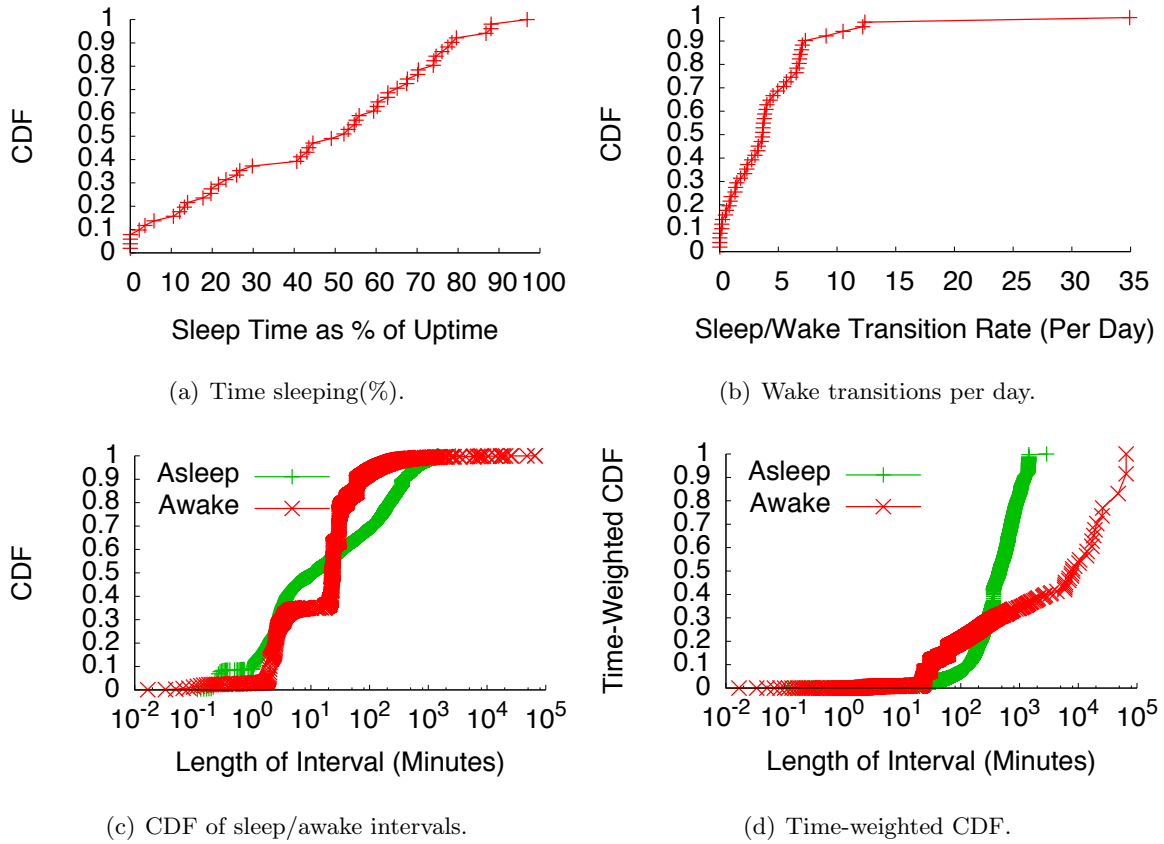 1
0.9
0.8
0.7
0.6
0.5
0.4
0.3
0.2
0.1
0
CDF
0 10 20 30 40 50 60 70 80 90 100
Sleep Time as % of Uptime
(a) Time sleeping(%).
1
0.9
0.8
0.7
0.6
0.5
0.4
0.3
0.2
0.1
0
CDF
0 5 10 15 20 25 30 35
Sleep/Wake Transition Rate (Per Day)
(b) Wake transitions per day.
1
0.9
0.8
0.7
0.6
0.5
0.4
0.3
0.2
0.1
0
CDF
Asleep
Awake
10-2 10-1 100 101 102 103 104 105
Length of Interval (Minutes)
(c) CDF of sleep/awake intervals.
1
0.9
0.8
0.7
0.6
0.5
0.4
0.3
0.2
0.1
0
Time-Weighted CDF
Asleep
Awake
10-2 10-1 100 101 102 103 104 105
Length of Interval (Minutes)
(d) Time-weighted CDF.